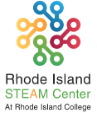 Rhode Island
STEAM Center
At Rhode Island College